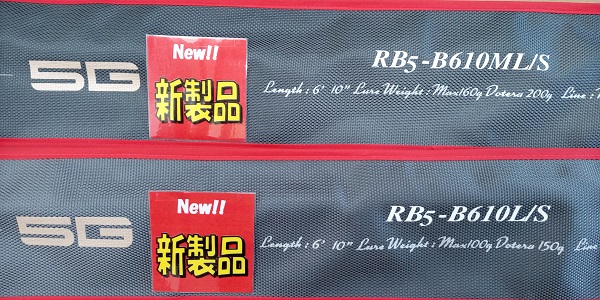 5G
New!!
新製品
RB5-B610ML/S
Length : 6' 10" Lure Weight : Max160g Dotera 200g Line :
5G
New!!
新製品
RB5-B610L/S
Length : 6' 10" Lure Weight : Max100g Dotera 150g Line